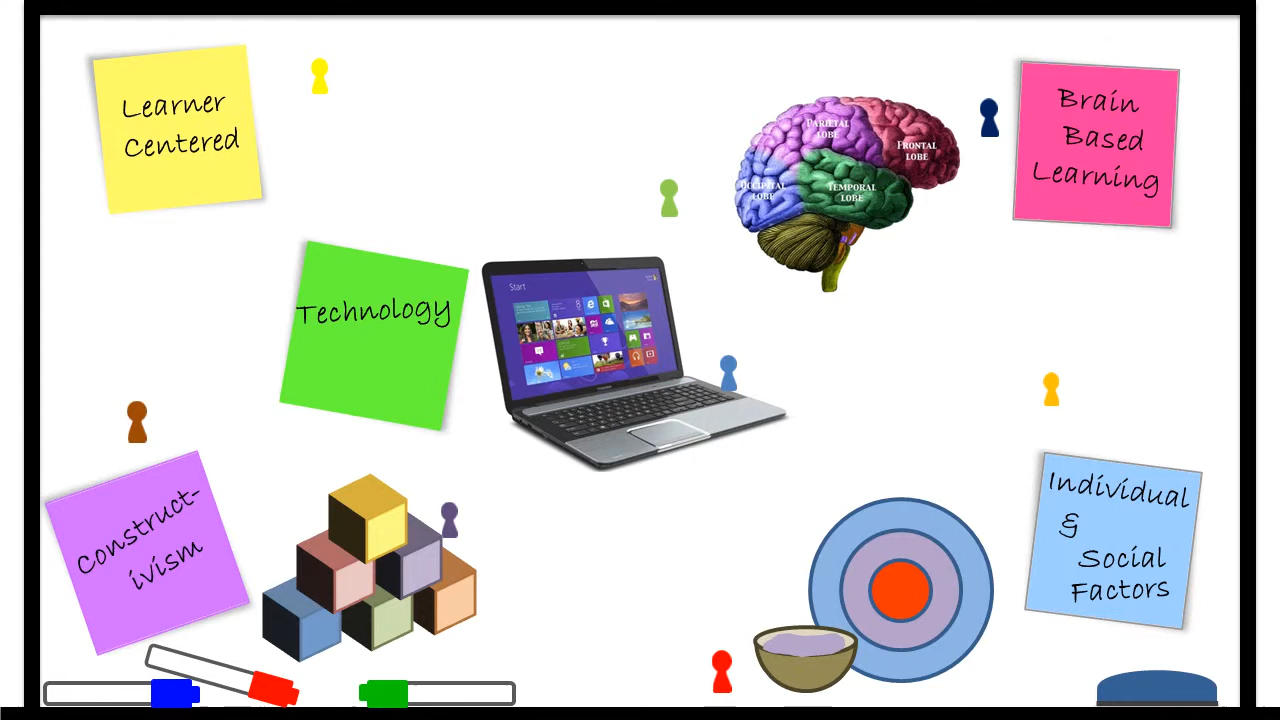 Learner
Centered
Brain
Based
Learning
PARIETAL
LOBE
FRONTAL
LOBE
OCCIPITAL
LOBE
TEMPORAL
LOBE
Technology
Start
Construct-
ivism
Individual
&
Social
Factors